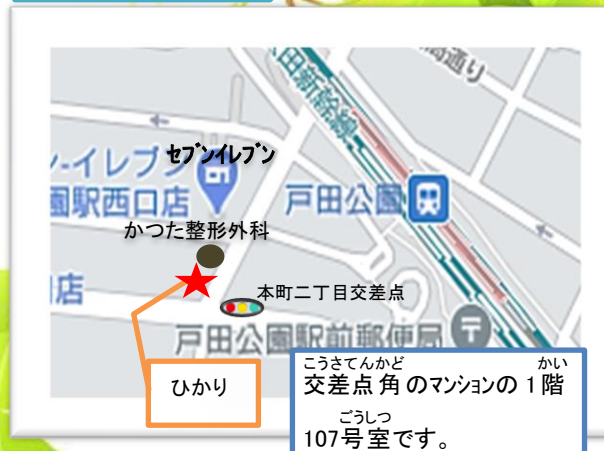 高通り
田新幹線
セブンイレブン
ン-イレブン
園駅西口店
戸田公園
かつた整形外科
店
本町二丁目交差点
戸田公園駅前郵便局
ひかり
こうさてんかど かい
交差点角のマンションの1階
ごうしつ
107号室です。